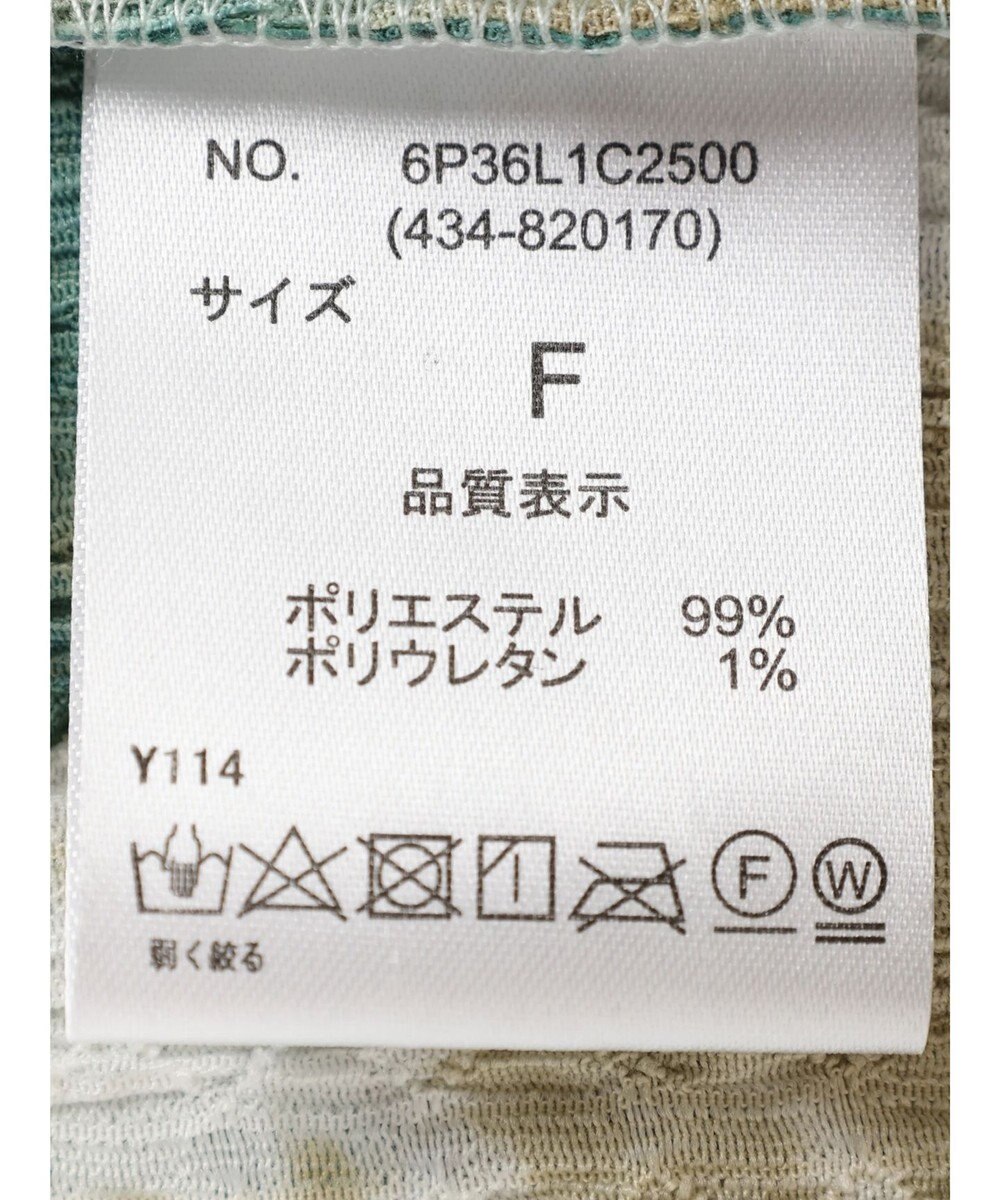 NO. 6P36L1C2500
(434-820170)
サイズ
F
品質表示
ポリエステル 99%
ポリウレタン 1%
Y114
F W
弱く絞る